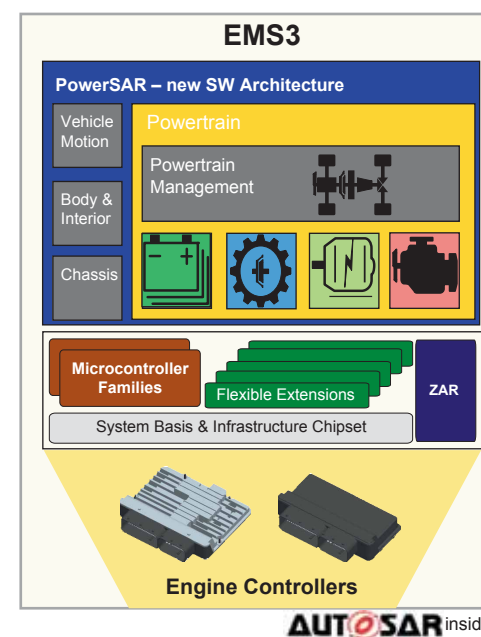 EMS3
PowerSAR – new SW Architecture
Vehicle
Motion
Powertrain
Powertrain
Management
Body &
Interior
Chassis
Microcontroller
Families
Flexible Extensions
ZAR
System Basis & Infrastructure Chipset
Engine Controllers
AUTOSAR insid